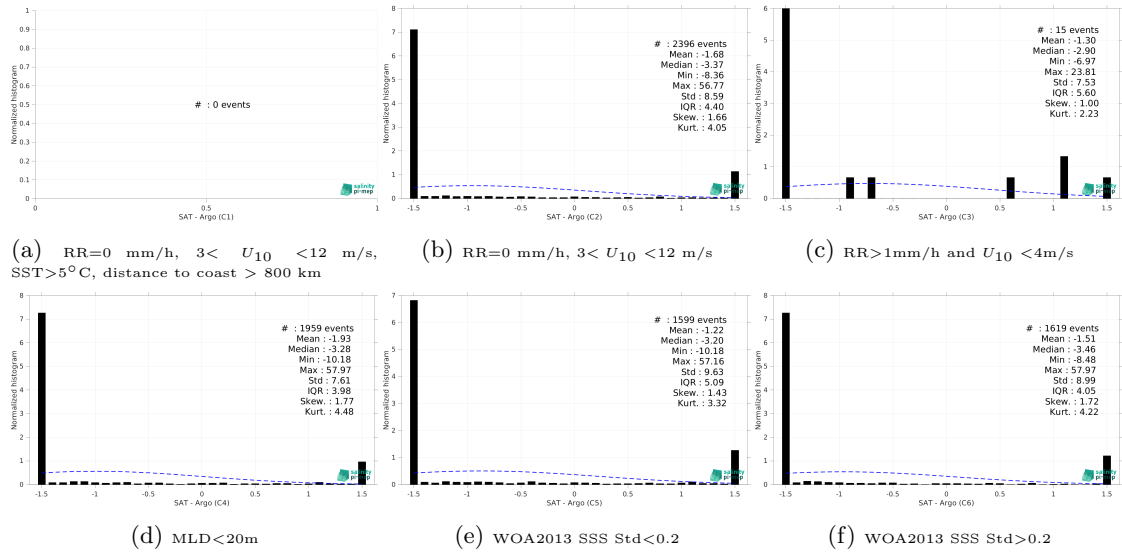 1
0.9
0.8
0.7
0.6
0.5
0.4
0.3
0.2
0.1
0
Normalized histogram
# : 0 events
salinity
pi-mep
0 0.5 1
SAT - Argo (C1)
(a) RR=0 mm/h, 3< U10 <12 m/s,
SST>5°C, distance to coast > 800 km
8
7
6
5
4
3
2
1
0
Normalized histogram
# : 2396 events
Mean : -1.68
Median : -3.37
Min : -8.36
Max : 56.77
Std : 8.59
IQR : 4.40
Skew. : 1.66
Kurt. : 4.05
salinity
pi-mep
-1.5 -1 -0.5 0 0.5 1 1.5
SAT - Argo (C2)
(b) RR=0 mm/h, 3< U10 <12 m/s
6
5
4
3
2
1
0
Normalized histogram
# : 15 events
Mean : -1.30
Median : -2.90
Min : -6.97
Max : 23.81
Std : 7.53
IQR : 5.60
Skew. : 1.00
Kurt. : 2.23
salinity
pi-mep
-1.5 -1 -0.5 0 0.5 1 1.5
SAT - Argo (C3)
(c) RR>1mm/h and U10 <4m/s
8
7
6
5
4
3
2
1
0
Normalized histogram
# : 1959 events
Mean : -1.93
Median : -3.28
Min : -10.18
Max : 57.97
Std : 7.61
IQR : 3.98
Skew. : 1.77
Kurt. : 4.48
salinity
pi-mep
-1.5 -1 -0.5 0 0.5 1 1.5
SAT - Argo (C4)
(d) MLD<20m
7
6
5
4
3
2
1
0
Normalized histogram
# : 1599 events
Mean : -1.22
Median : -3.20
Min : -10.18
Max : 57.16
Std : 9.63
IQR : 5.09
Skew. : 1.43
Kurt. : 3.32
salinity
pi-mep
-1.5 -1 -0.5 0 0.5 1 1.5
SAT - Argo (C5)
(e) WOA2013 SSS Std<0.2
8
7
6
5
4
3
2
1
0
Normalized histogram
# : 1619 events
Mean : -1.51
Median : -3.46
Min : -8.48
Max : 57.97
Std : 8.99
IQR : 4.05
Skew. : 1.72
Kurt. : 4.22
salinity
pi-mep
-1.5 -1 -0.5 0 0.5 1 1.5
SAT - Argo (C6)
(f) WOA2013 SSS Std>0.2